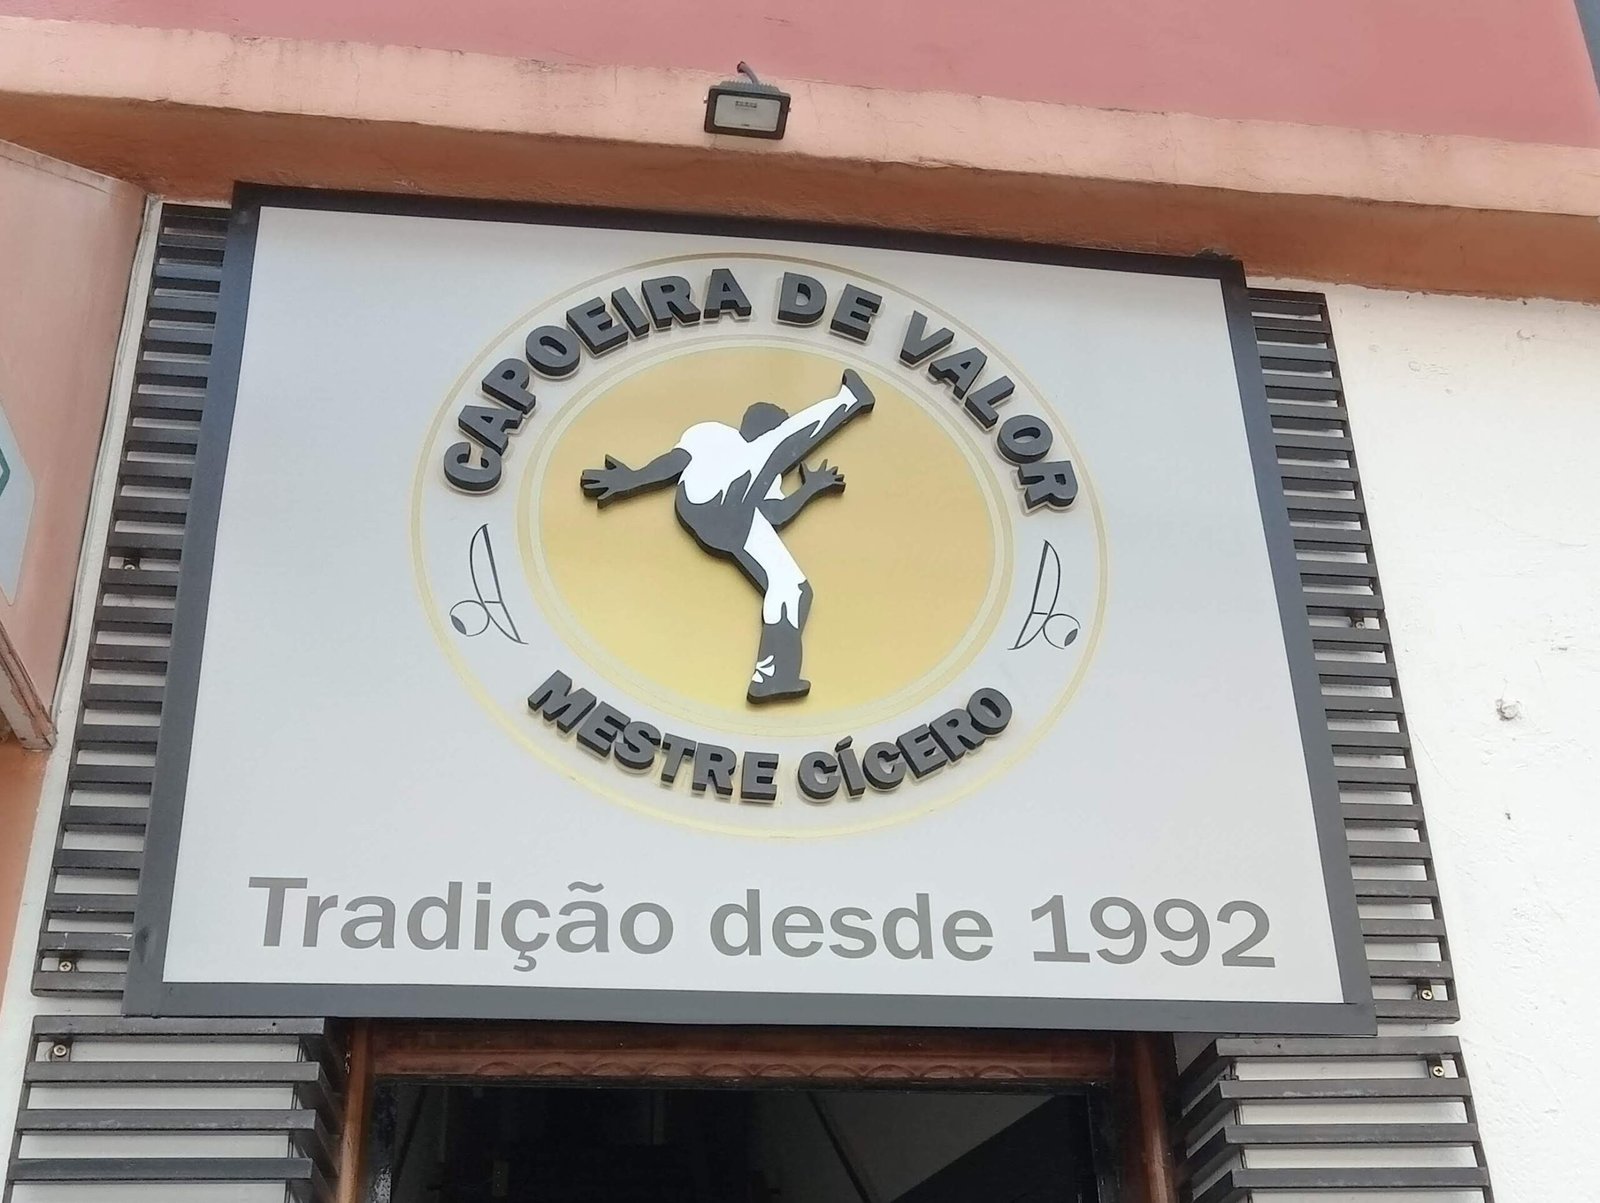 CAPOEIRA DE VALOR
MESTRE CÍCERO
Tradição desde 1992